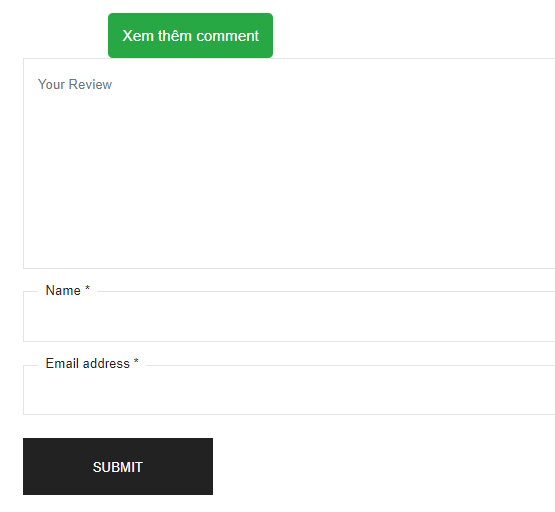 Xem thêm comment
Your Review
Name *
Email address *
SUBMIT